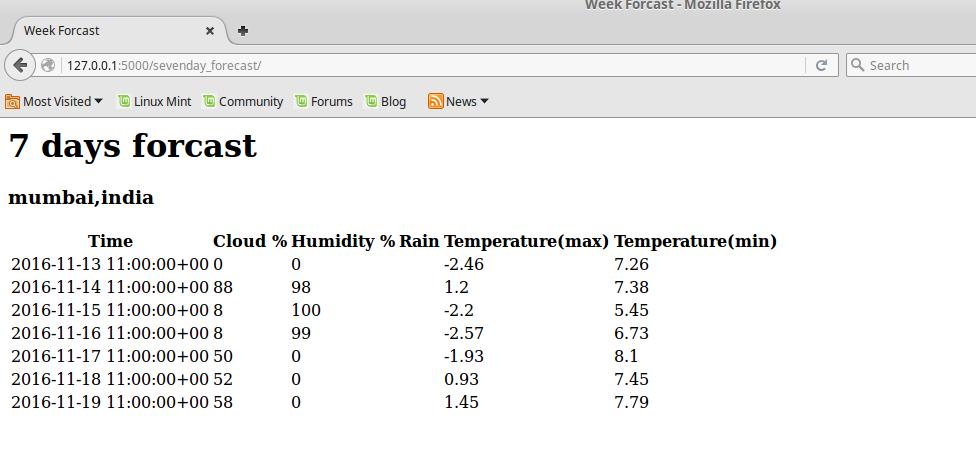 Week Forcast - Mozilla Firefox
Week Forcast
127.0.0.1:5000/sevenday_forecast/
Search
Most Visited Linux Mint Community Forums Blog News
7 days forcast
mumbai,india
Time Cloud % Humidity % Rain Temperature(max) Temperature(min)
2016-11-13 11:00:00+00 0 0 -2.46 7.26
2016-11-14 11:00:00+00 88 98 1.2 7.38
2016-11-15 11:00:00+00 8 100 -2.2 5.45
2016-11-16 11:00:00+00 8 99 -2.57 6.73
2016-11-17 11:00:00+00 50 0 -1.93 8.1
2016-11-18 11:00:00+00 52 0 0.93 7.45
2016-11-19 11:00:00+00 58 0 1.45 7.79